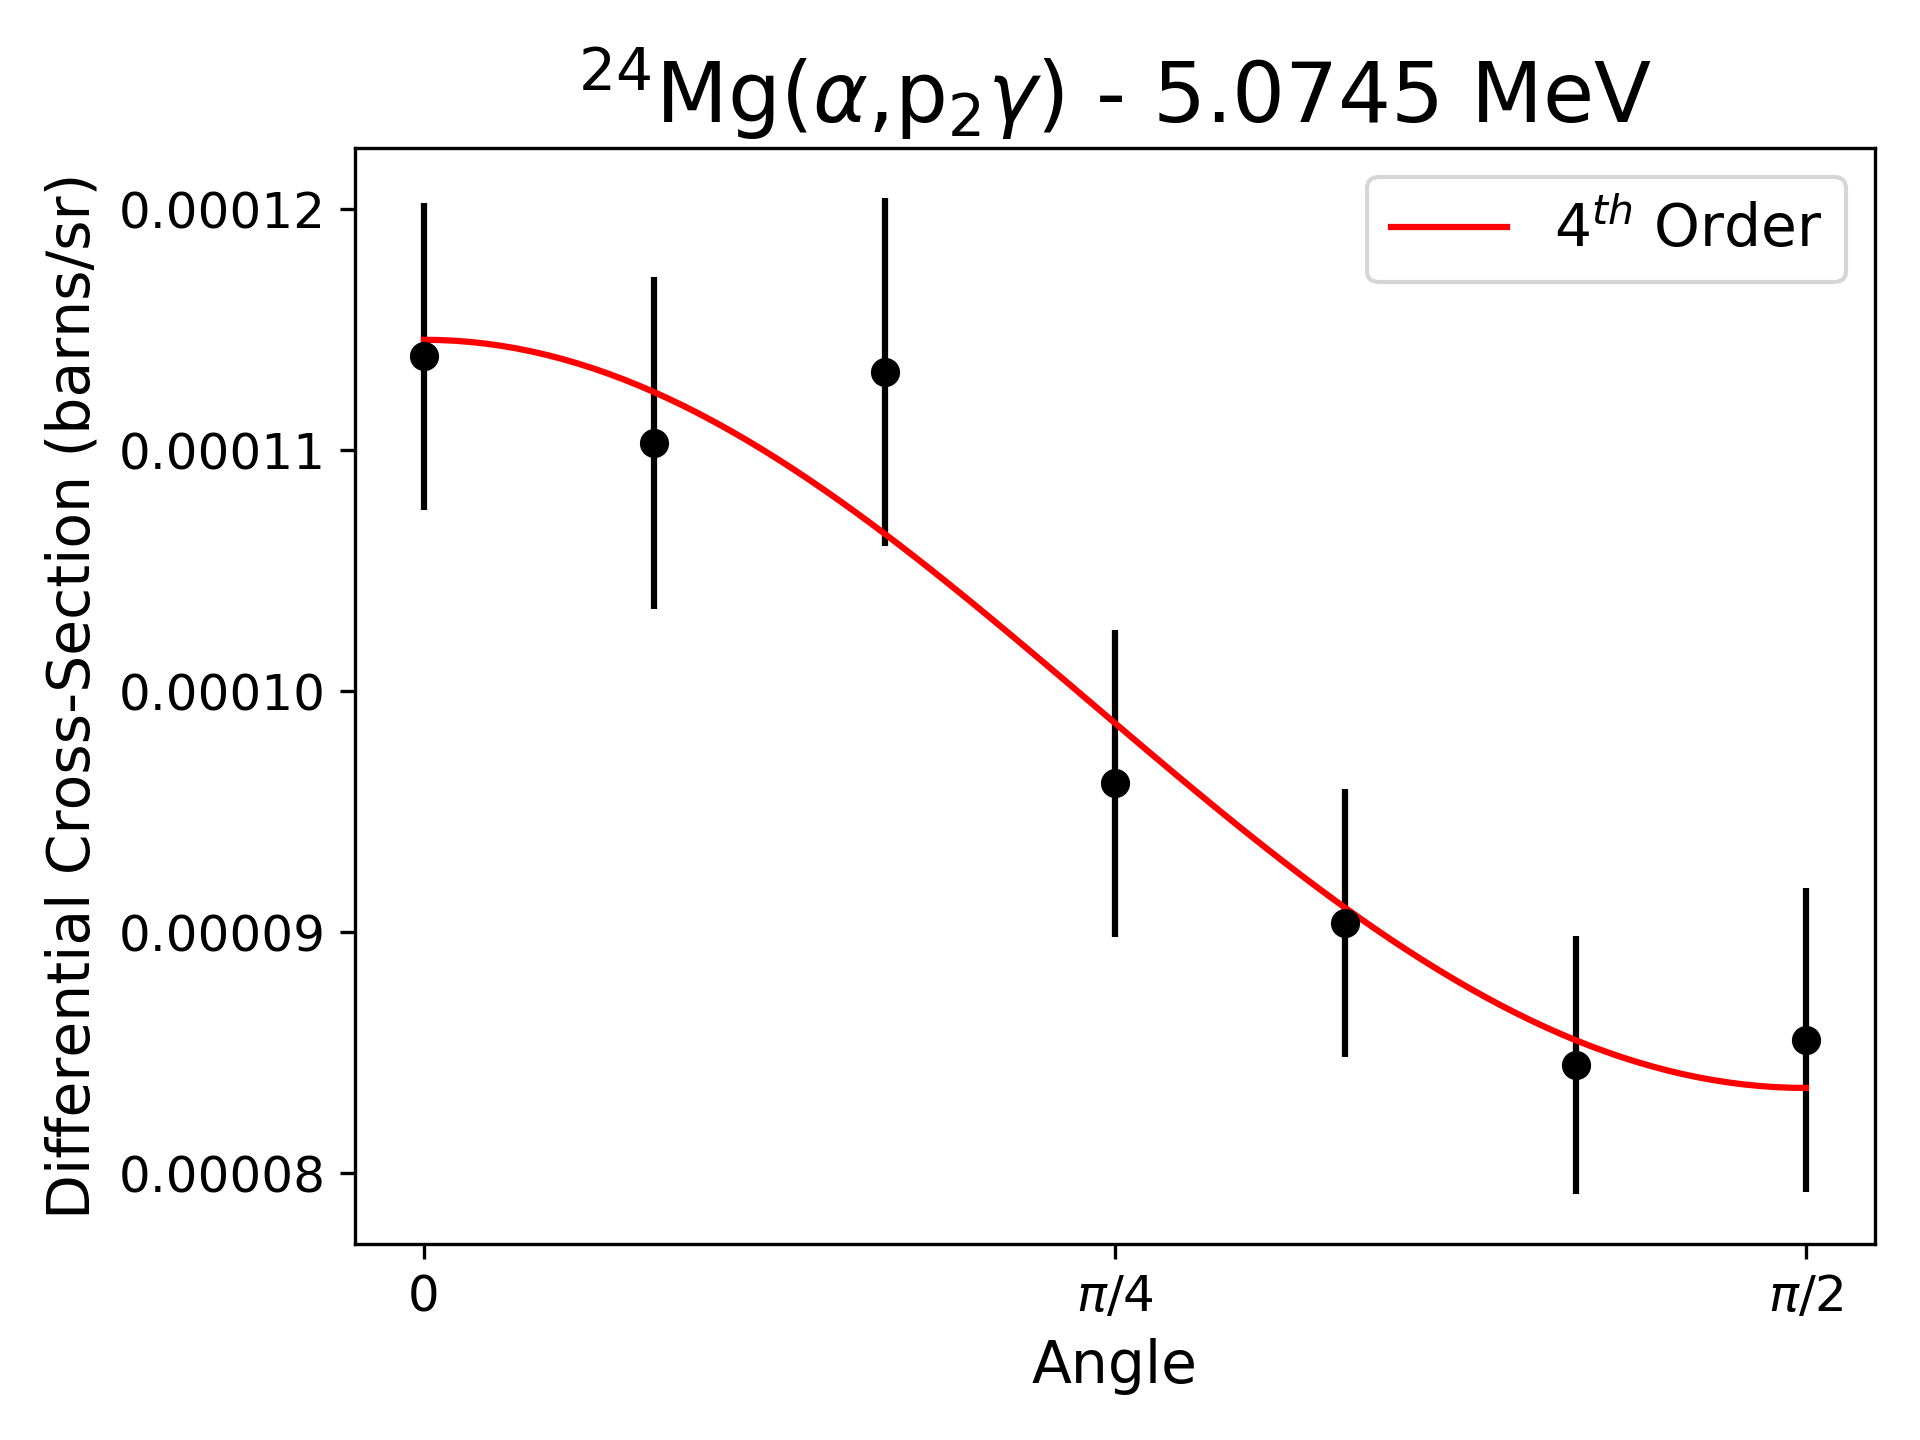 ²⁴Mg(α,p₂γ) - 5.0745 MeV
4ᵗʰ Order
Differential Cross-Section (barns/sr)
0.00012
0.00011
0.00010
0.00009
0.00008
0
π/4
π/2
Angle